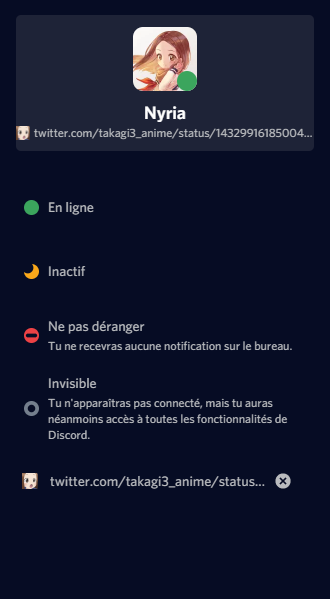 Nyria
twitter.com/takagi3_anime/status/14329916185004...
En ligne
Inactif
Ne pas déranger
Tu ne recevras aucune notification sur le bureau.
Invisible
Tu n'apparaîtras pas connecté, mais tu auras
néanmoins accès à toutes les fonctionnalités de
Discord.
twitter.com/takagi3_anime/status...